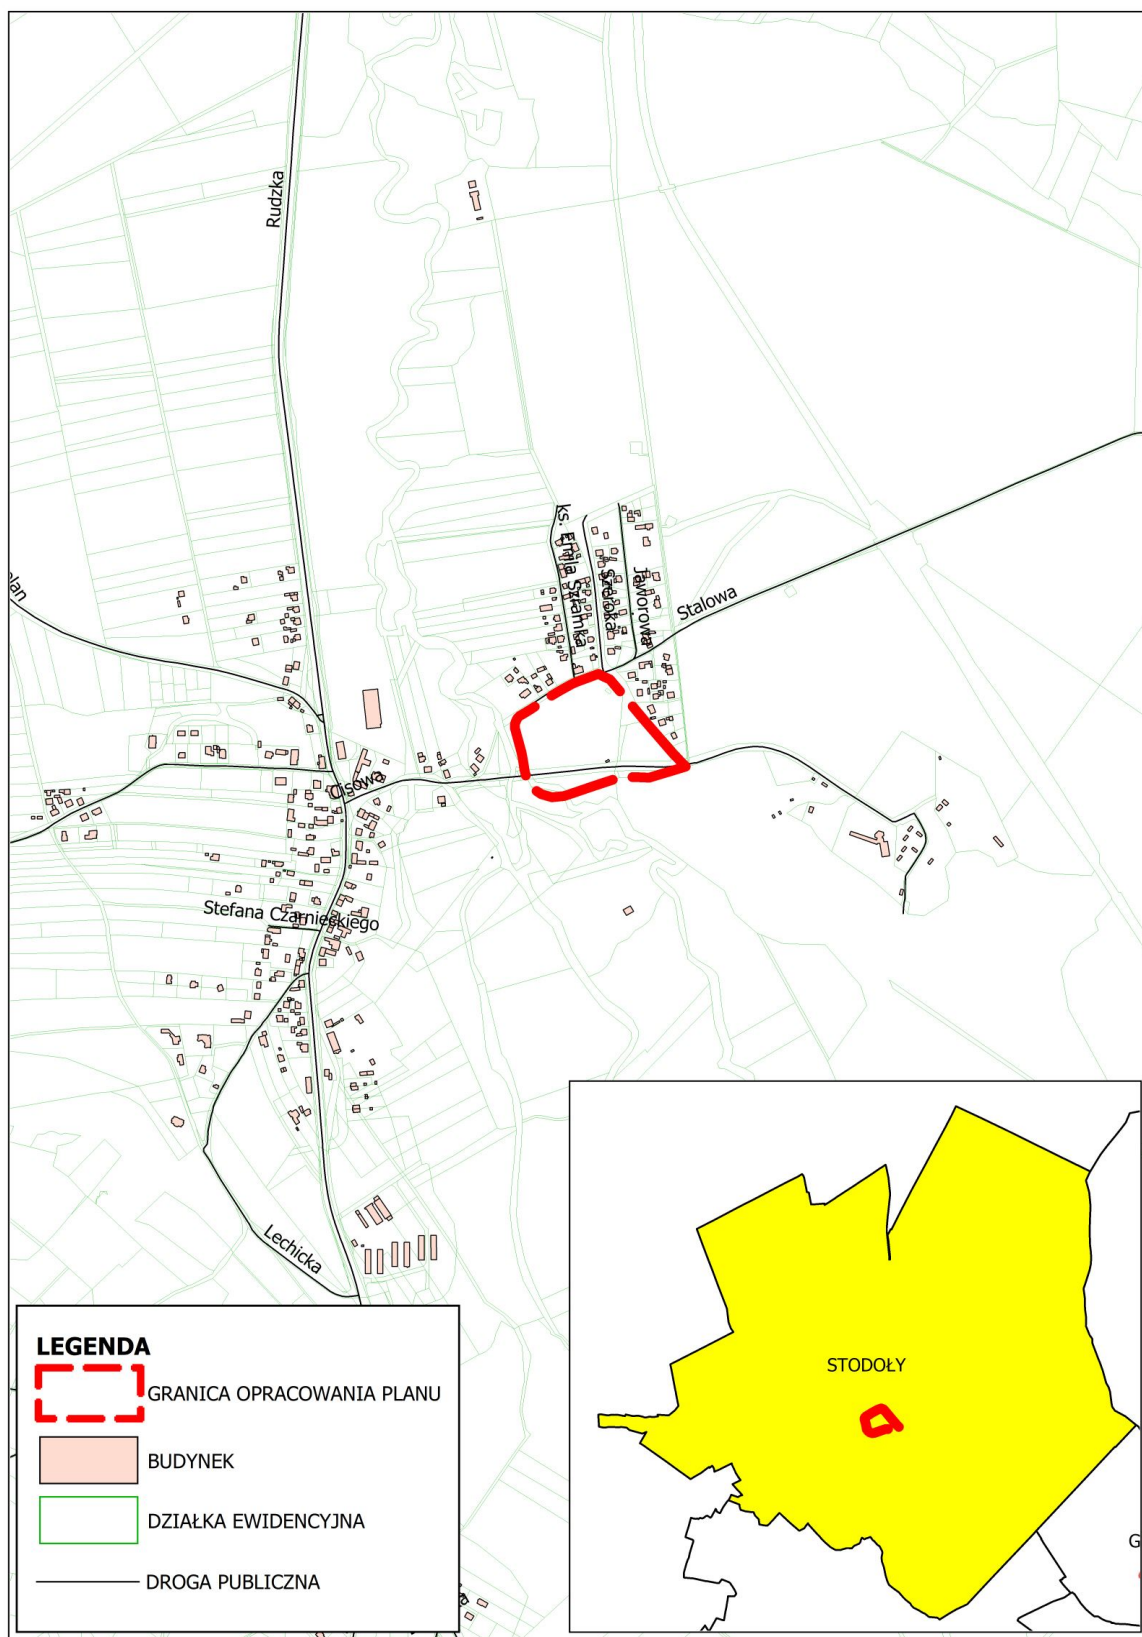 Rudzka
ks. Emila Szramka
Szeroka
Jaworowa
Stalowa
elan
Cisowa
Stefana Czarnieckiego
Lechicka
STODOŁY
G
LEGENDA
GRANICA OPRACOWANIA PLANU
BUDYNEK
DZIAŁKA EWIDENCYJNA
DROGA PUBLICZNA